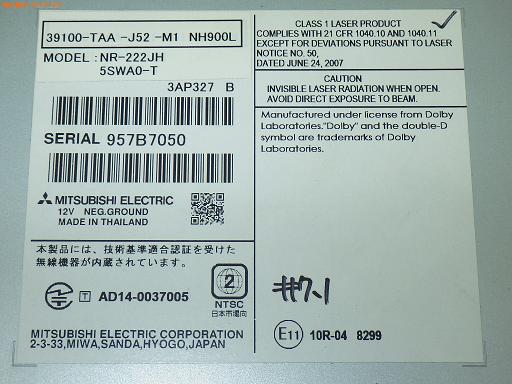 39100-TAA -J52 -M1 NH900L
MODEL : NR-222JH
5SWA0-T
3AP327 B
SERIAL 957B7050
MITSUBISHI ELECTRIC
12V NEG.GROUND
MADE IN THAILAND
本製品には、技術基準適合認証を受けた
無線機器が内蔵されています。
T AD14-0037005
2
NTSC
日本市場向
MITSUBISHI ELECTRIC CORPORATION
2-3-33,MIWA,SANDA,HYOGO,JAPAN
CLASS 1 LASER PRODUCT
COMPLIES WITH 21 CFR 1040.10 AND 1040.11
EXCEPT FOR DEVIATIONS PURSUANT TO LASER
NOTICE NO. 50,
DATED JUNE 24, 2007
CAUTION
INVISIBLE LASER RADIATION WHEN OPEN.
AVOID DIRECT EXPOSURE TO BEAM.
Manufactured under license from Dolby
Laboratories."Dolby" and the double-D
symbol are trademarks of Dolby
Laboratories.
E11 10R-04 8299